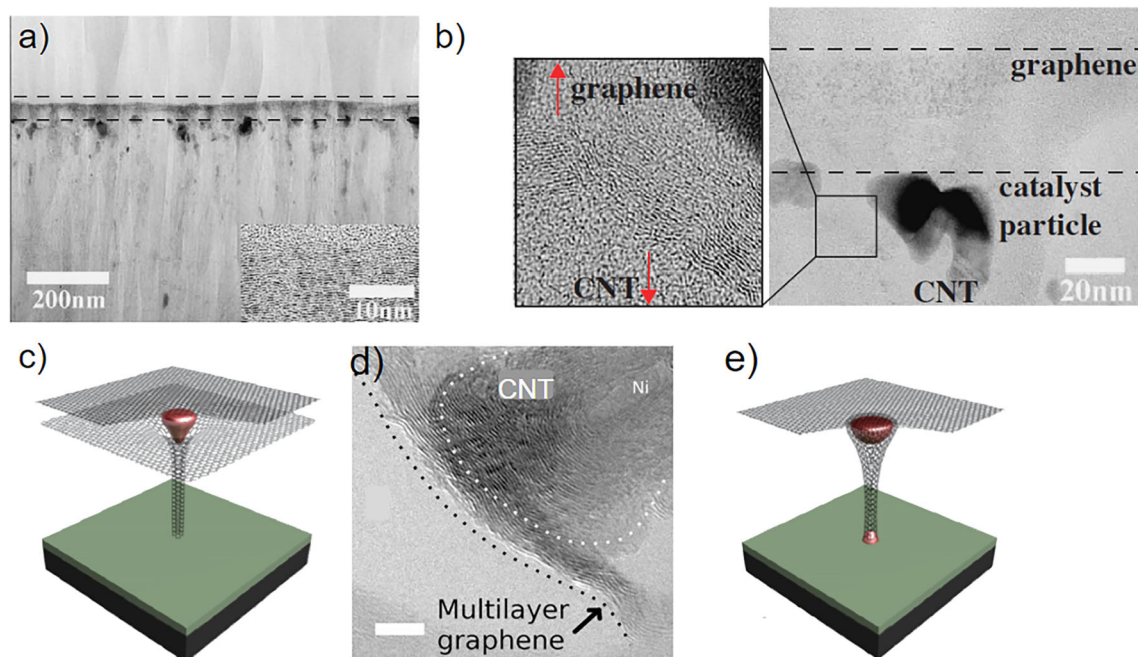 a)
200nm
10nm
b)
graphene
CNT
graphene
catalyst
particle
CNT
20nm
c)
d)
CNT
Ni
Multilayer
graphene
e)